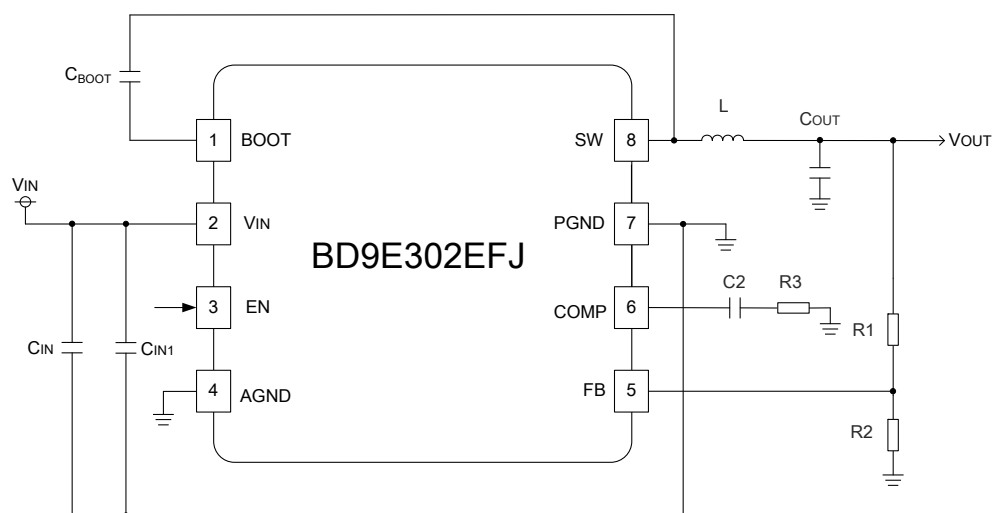 CBOOT
1
BOOT
VIN
2
VIN
3
EN
4
AGND
CIN
CIN1
BD9E302EFJ
SW
8
L
COUT
VOUT
PGND
7
COMP
6
C2
R3
FB
5
R1
R2